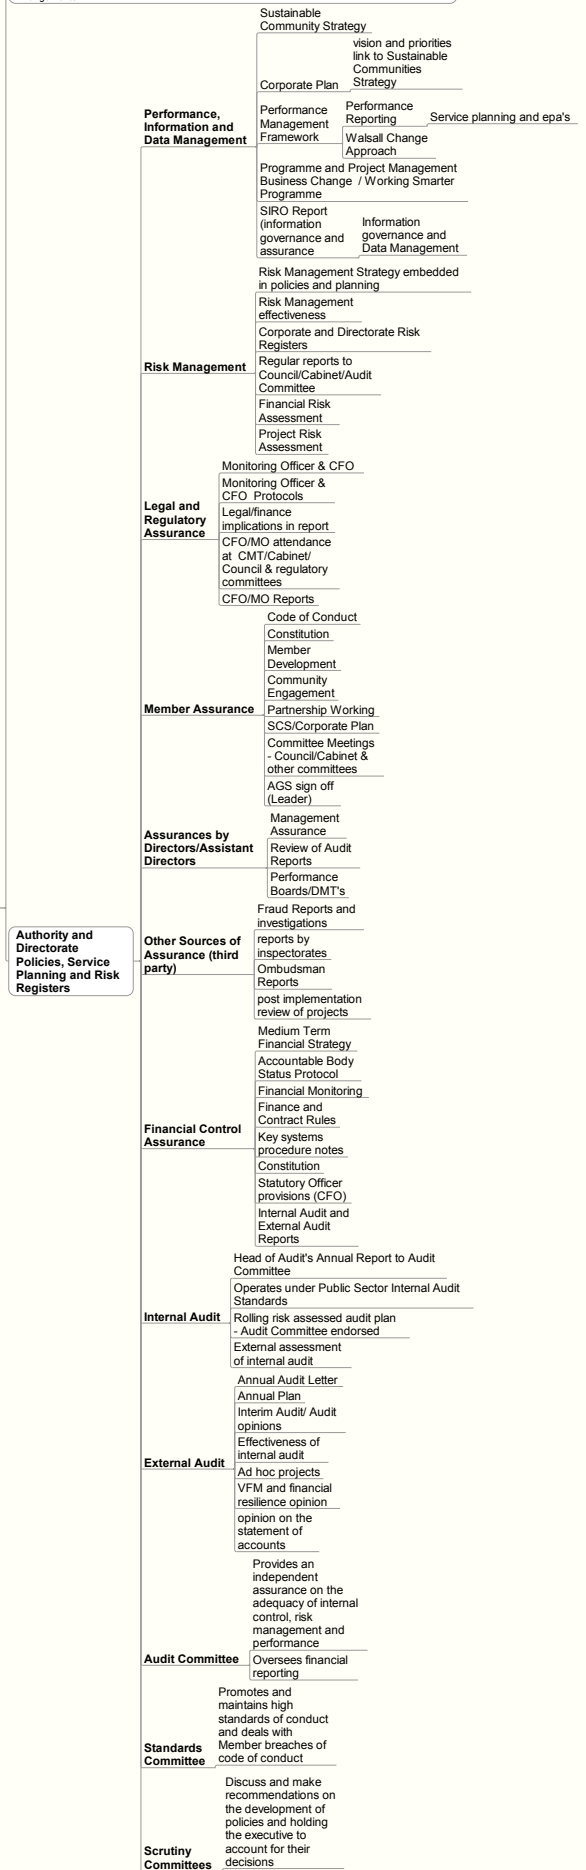 Sustainable
Community Strategy
vision and priorities
link to Sustainable
Communities
Strategy
Corporate Plan
Performance,
Information and
Data Management
Performance
Management
Framework
Performance
Reporting
Service planning and epa's
Walsall Change
Approach
Programme and Project Management
Business Change / Working Smarter
Programme
SIRO Report
(information
governance and
assurance
Information
governance and
Data Management
Risk Management
Risk Management Strategy embedded
in policies and planning
Risk Management
effectiveness
Corporate and Directorate Risk
Registers
Regular reports to
Council/Cabinet/Audit
Committee
Financial Risk
Assessment
Project Risk
Assessment
Legal and
Regulatory
Assurance
Monitoring Officer & CFO
Monitoring Officer &
CFO Protocols
Legal/finance
implications in report
CFO/MO attendance
at CMT/Cabinet/
Council & regulatory
committees
CFO/MO Reports
Member Assurance
Code of Conduct
Constitution
Member
Development
Community
Engagement
Partnership Working
SCS/Corporate Plan
Committee Meetings
- Council/Cabinet &
other committees
AGS sign off
(Leader)
Assurances by
Directors/Assistant
Directors
Management
Assurance
Review of Audit
Reports
Performance
Boards/DMT's
Authority and
Directorate
Policies, Service
Planning and Risk
Registers
Other Sources of
Assurance (third
party)
Fraud Reports and
investigations
reports by
inspectorates
Ombudsman
Reports
post implementation
review of projects
Financial Control
Assurance
Medium Term
Financial Strategy
Accountable Body
Status Protocol
Financial Monitoring
Finance and
Contract Rules
Key systems
procedure notes
Constitution
Statutory Officer
provisions (CFO)
Internal Audit and
External Audit
Reports
Internal Audit
Head of Audit's Annual Report to Audit
Committee
Operates under Public Sector Internal Audit
Standards
Rolling risk assessed audit plan
- Audit Committee endorsed
External assessment
of internal audit
External Audit
Annual Audit Letter
Annual Plan
Interim Audit/ Audit
opinions
Effectiveness of
internal audit
Ad hoc projects
VFM and financial
resilience opinion
opinion on the
statement of
accounts
Audit Committee
Provides an
independent
assurance on the
adequacy of internal
control, risk
management and
performance
Oversees financial
reporting
Standards
Committee
Promotes and
maintains high
standards of conduct
and deals with
Member breaches of
code of conduct
Scrutiny
Committees
Discuss and make
recommendations on
the development of
policies and holding
the executive to
account for their
decisions